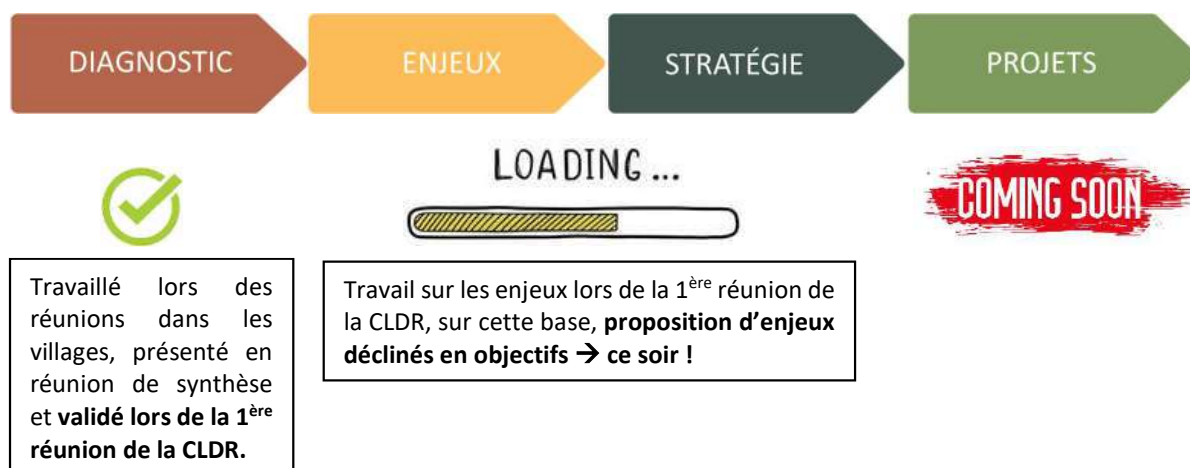 DIAGNOSTIC
ENJEUX
STRATÉGIE
PROJETS
LOADING ...
COMING SOON
Travaillé lors des
réunions dans les
villages, présenté en
réunion de synthèse
et validé lors de la 1ère
réunion de la CLDR.
Travail sur les enjeux lors de la 1ère réunion de
la CLDR, sur cette base, proposition d’enjeux
déclinés en objectifs → ce soir !